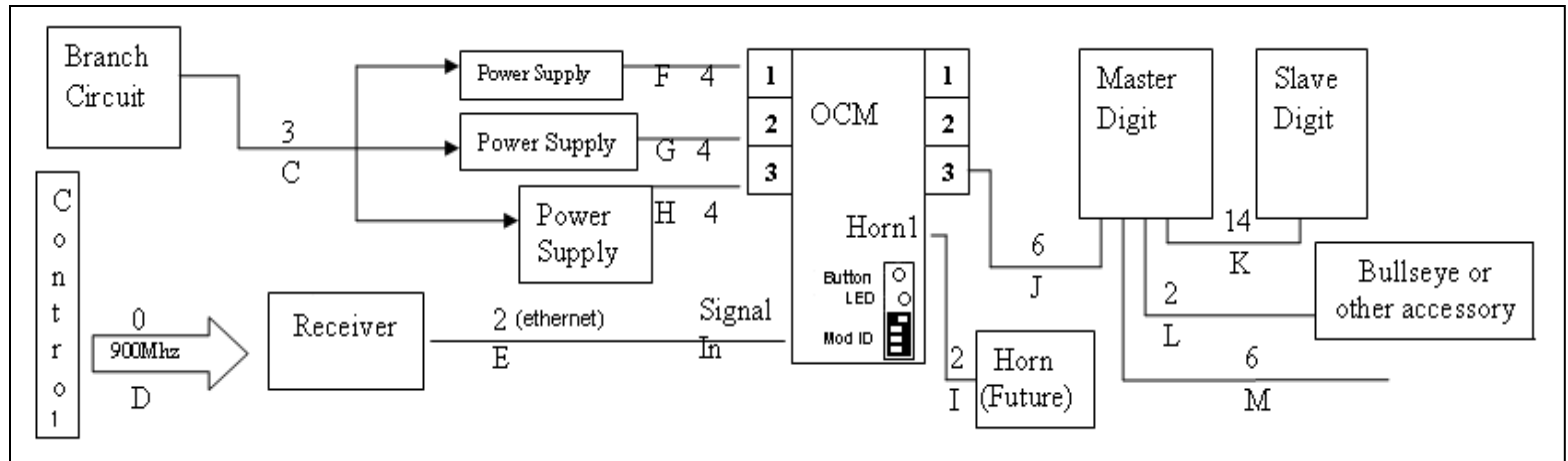 Branch
Circuit
3
C
Power Supply
F 4
Power Supply
G 4
Power
Supply
H 4
1
2
3
OCM
1
2
3
Horn1
Button
LED
Mod ID
Master
Digit
Slave
Digit
14
K
6
J
2
L
Bullseye or
other accessory
6
M
Control
0
900Mhz
D
Receiver
2 (ethernet)
E
Signal
In
2
I
Horn
(Future)